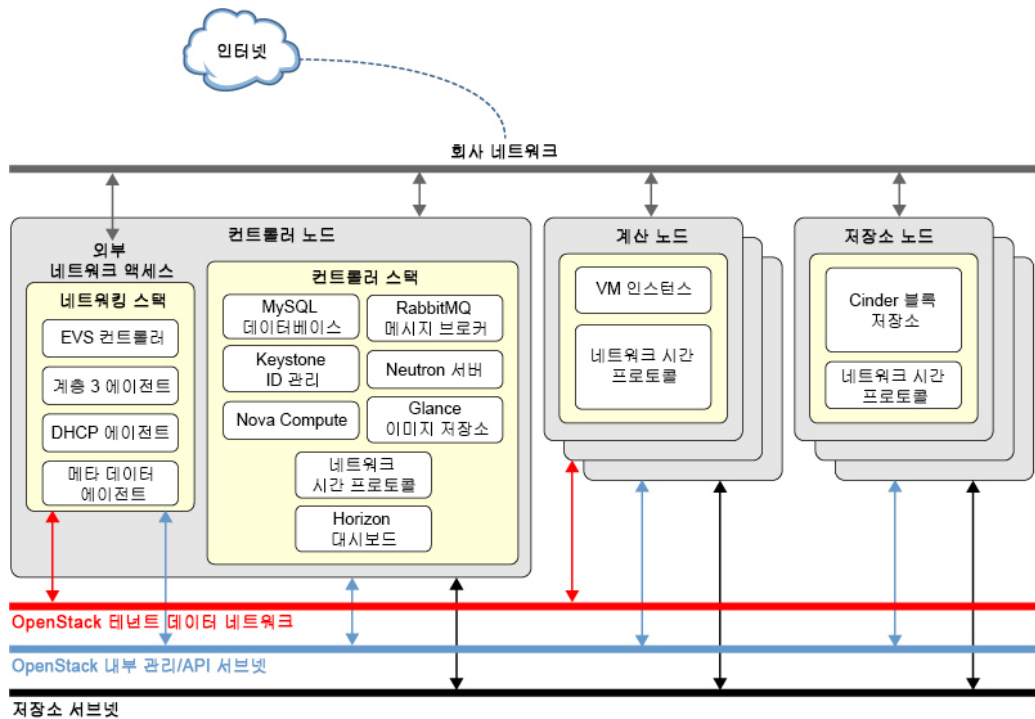 인터넷
회사 네트워크
컨트롤러 노드
외부
네트워크 액세스
네트워킹 스택
EVS 컨트롤러
계층 3 에이전트
DHCP 에이전트
메타 데이터
에이전트
컨트롤러 스택
MySQL
데이터베이스
RabbitMQ
메시지 브로커
Keystone
ID 관리
Neutron 서버
Nova Compute
Glance
이미지 저장소
네트워크
시간 프로토콜
Horizon
대시보드
계산 노드
VM 인스턴스
네트워크 시간
프로토콜
저장소 노드
Cinder 블록
저장소
네트워크 시간
프로토콜
OpenStack 테넌트 데이터 네트워크
OpenStack 내부 관리/API 서브넷
저장소 서브넷